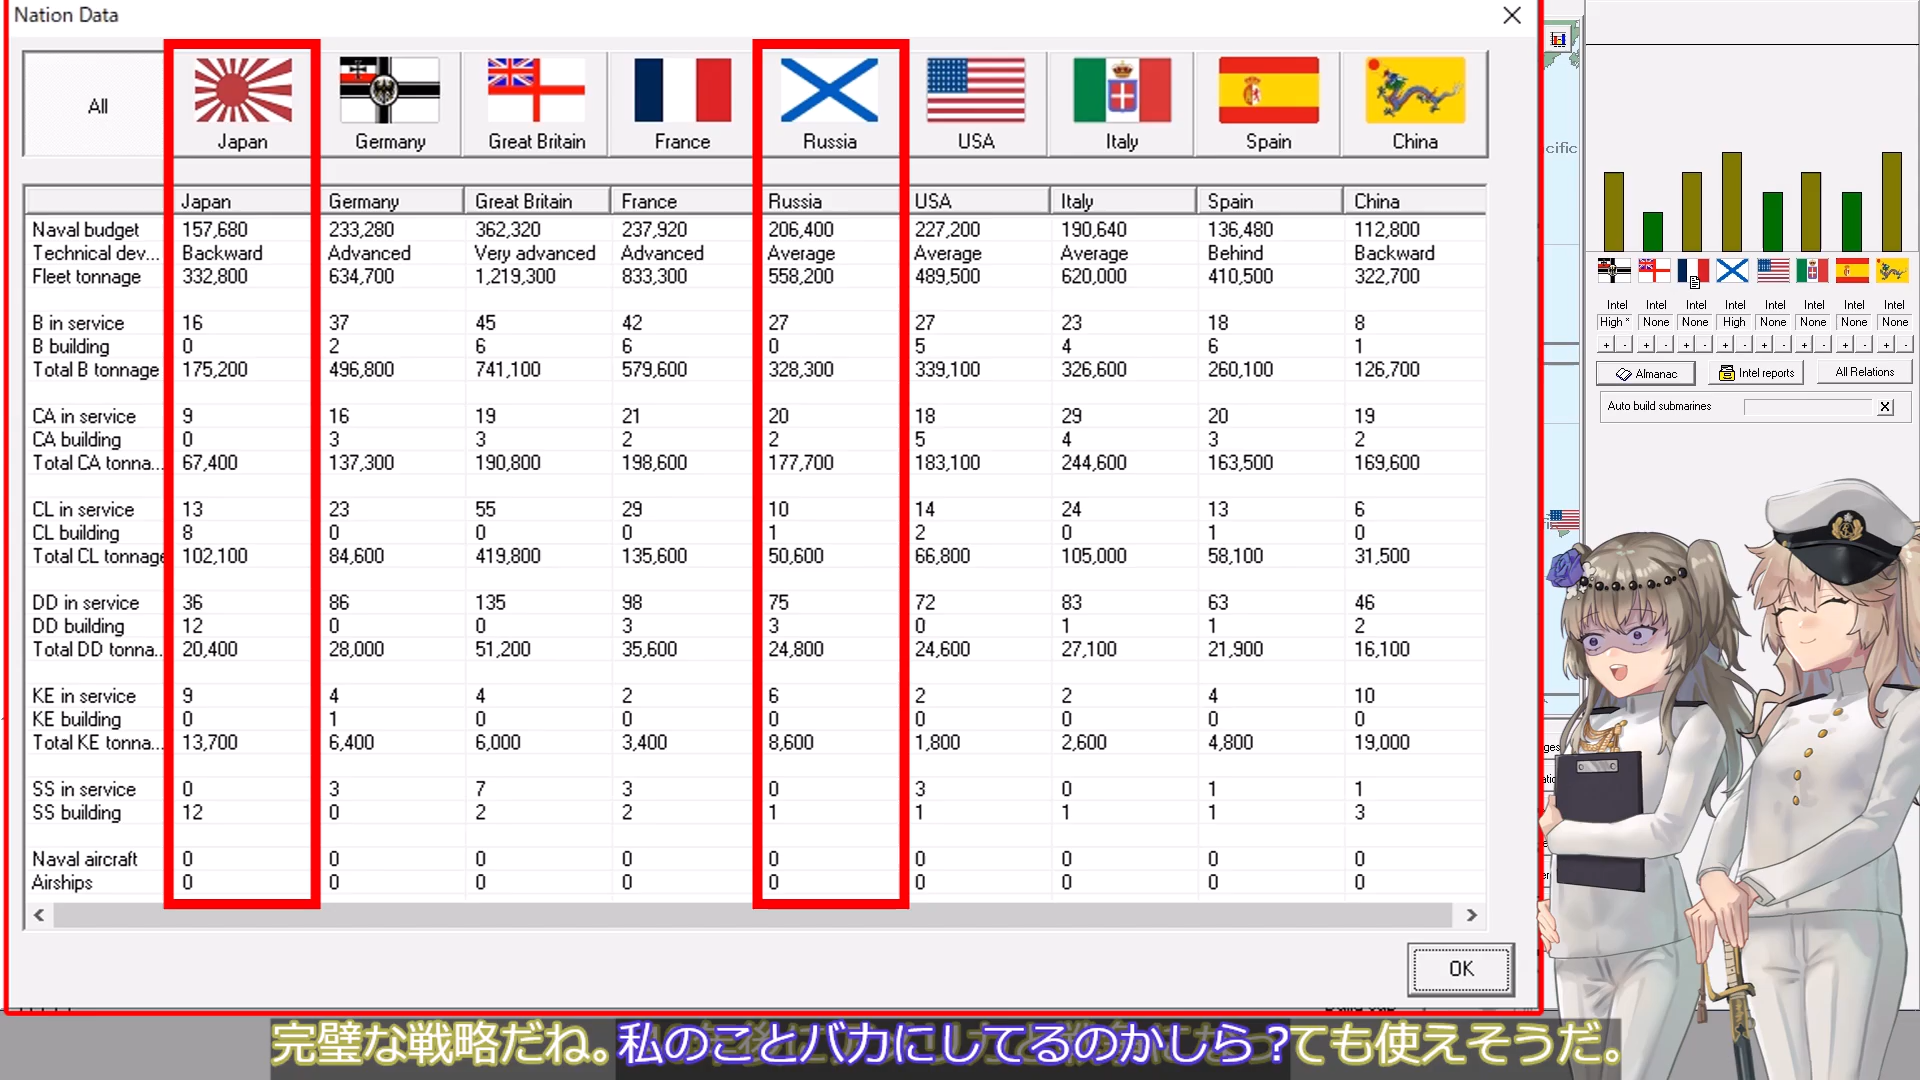 Nation Data
All
Japan Germany Great Britain France Russia USA Italy Spain China
Japan Germany Great Britain France Russia USA Italy Spain China
Naval budget 157,680 233,280 362,320 237,920 206,400 227,200 190,640 136,480 112,800
Technical dev... Backward Advanced Very advanced Advanced Average Average Average Behind Backward
Fleet tonnage 332,800 634,700 1,219,300 833,300 558,200 489,500 620,000 410,500 322,700
B in service 16 37 45 42 27 27 23 18 8
B building 0 2 6 6 0 5 4 6 1
Total B tonnage 175,200 496,800 741,100 579,600 328,300 339,100 326,600 260,100 126,700
CA in service 9 16 19 21 20 18 29 20 19
CA building 0 3 3 2 2 5 4 3 2
Total CA tonna... 67,400 137,300 190,800 198,600 177,700 183,100 244,600 163,500 169,600
CL in service 13 23 55 29 10 14 24 13 6
CL building 8 0 0 0 1 2 0 1 0
Total CL tonnage 102,100 84,600 419,800 135,600 50,600 66,800 105,000 58,100 31,500
DD in service 36 86 135 98 75 72 83 63 46
DD building 12 0 0 3 3 0 1 1 2
Total DD tonna... 20,400 28,000 51,200 35,600 24,800 24,600 27,100 21,900 16,100
KE in service 9 4 4 2 6 2 2 4 10
KE building 0 1 0 0 0 0 0 0 0
Total KE tonna... 13,700 6,400 6,000 3,400 8,600 1,800 2,600 4,800 19,000
SS in service 0 3 7 3 0 3 0 1 1
SS building 12 0 2 2 1 1 1 1 3
Naval aircraft 0 0 0 0 0 0 0 0 0
Airships 0 0 0 0 0 0 0 0 0
OK
cific
Intel Intel Intel Intel Intel Intel Intel Intel
High * None None High None None None None
+ - + - + - + - + - + - + - + -
Almanac Intel reports All Relations
Auto build submarines X
完璧な戦略だね。私のことバカにしてるのかしら?ても使えそうだ。